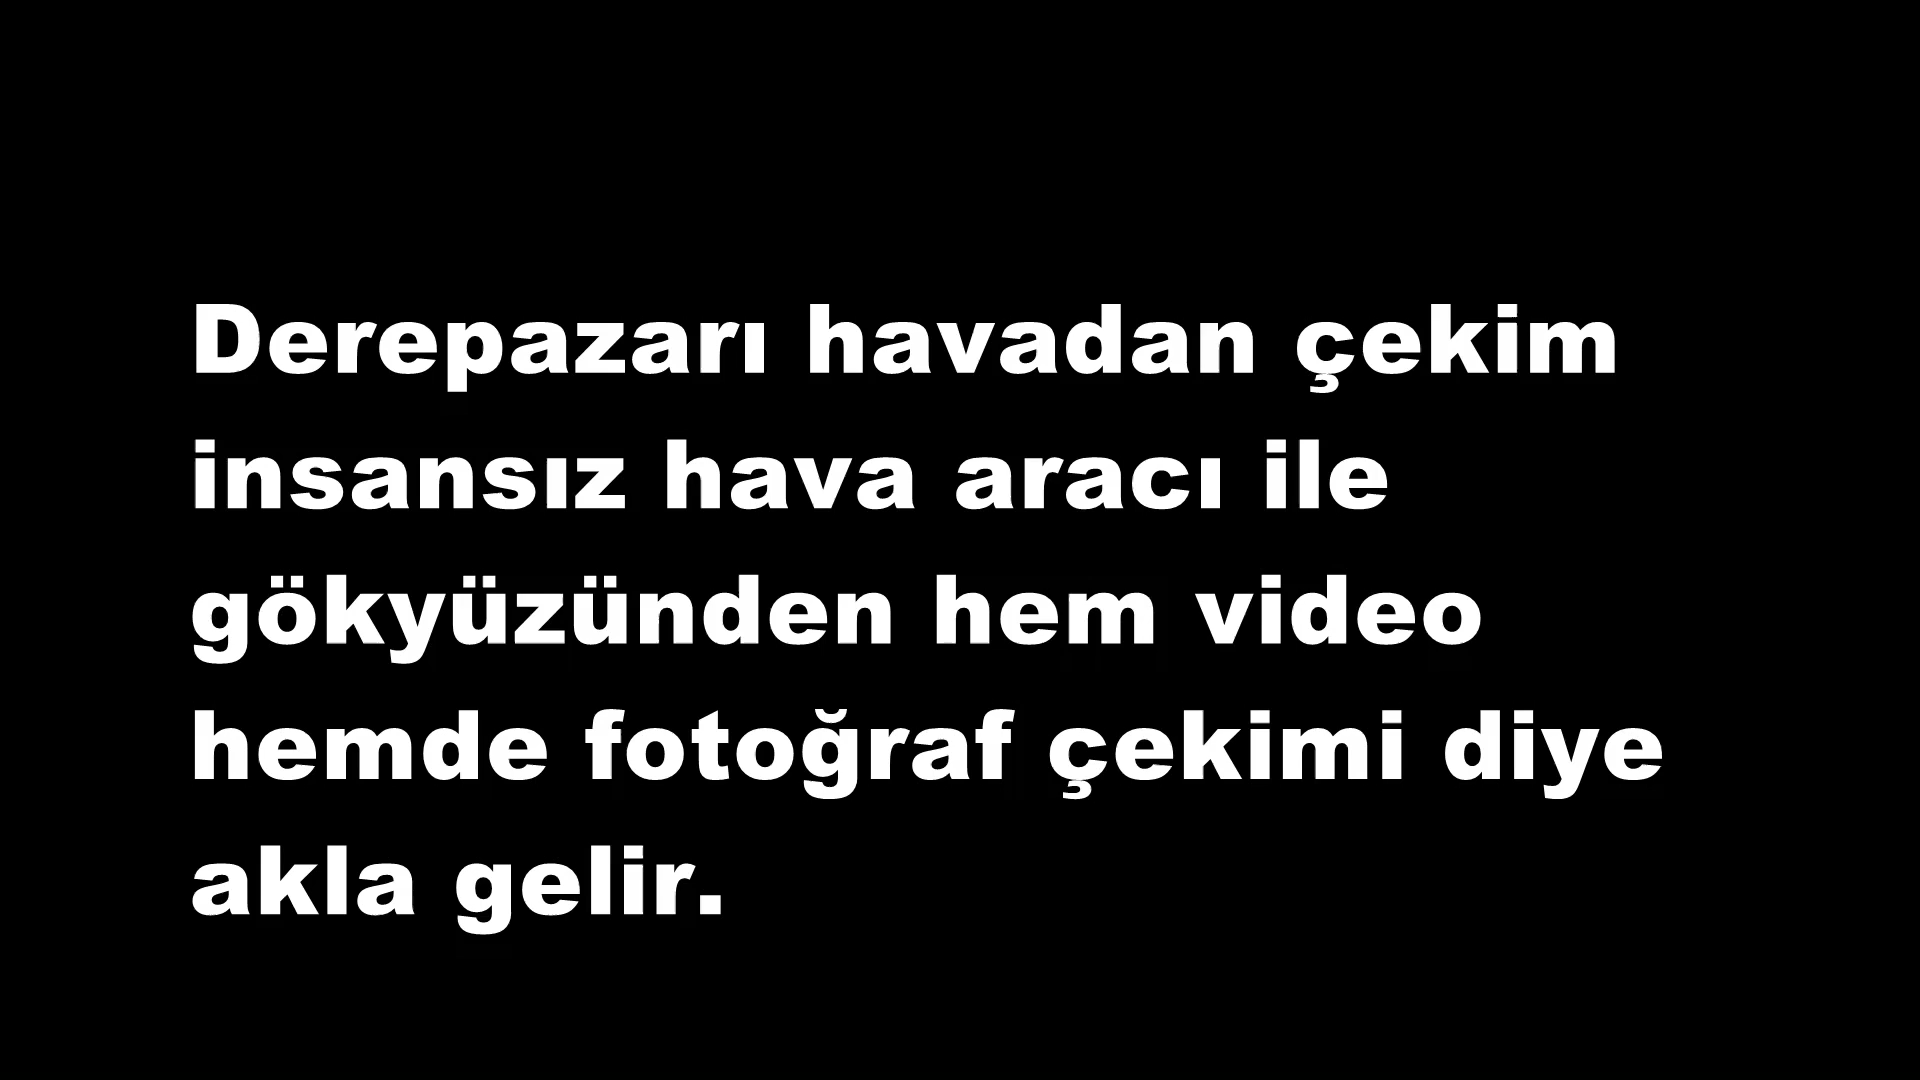 Derepazarı havadan çekim
insansız hava aracı ile
gökyüzünden hem video
hemde fotoğraf çekimi diye
akla gelir.